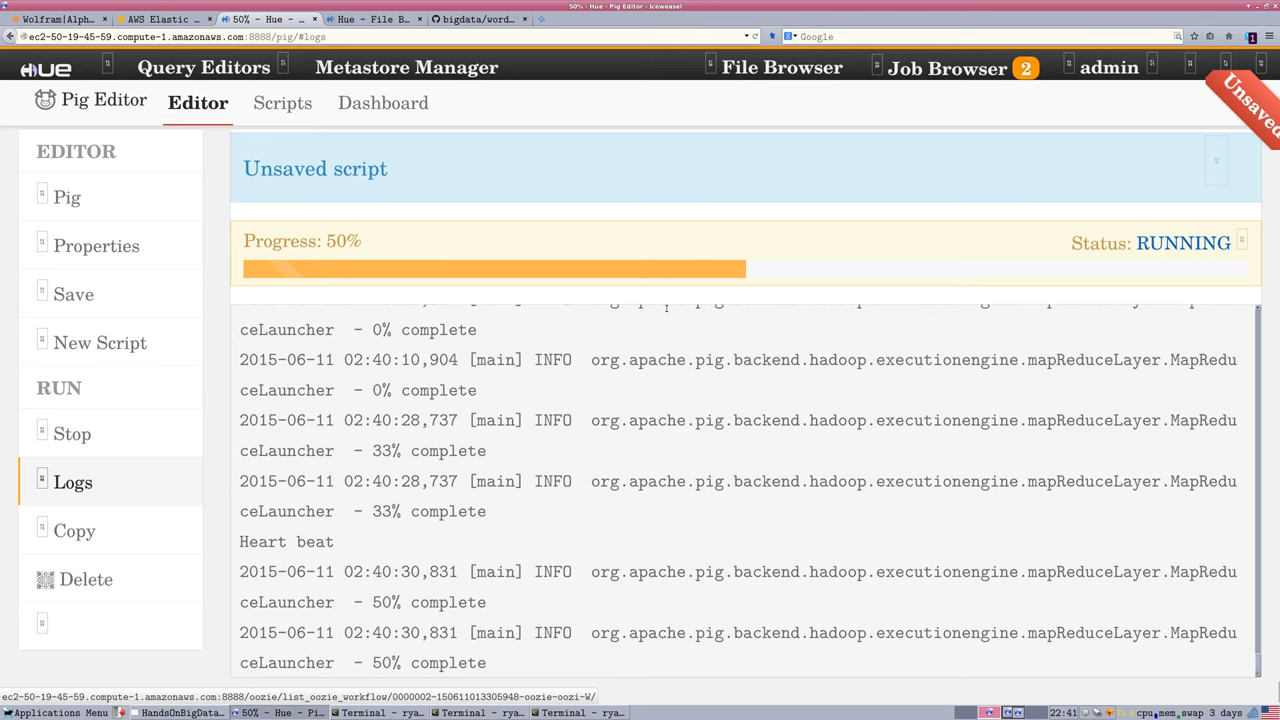 50% - Hue - Pig Editor - Iceweasel
Wolfram|Alph... × AWS Elastic ... × 50% - Hue - ... × Hue - File B... × bigdata/word... ×
ec2-50-19-45-59.compute-1.amazonaws.com:8888/pig/#logs
Google
1
HUE Query Editors Metastore Manager File Browser Job Browser 2 admin
Pig Editor Editor Scripts Dashboard
Unsaved
EDITOR
Pig
Properties
Save
New Script
RUN
Stop
Logs
Copy
Delete
Unsaved script
Progress: 50% Status: RUNNING
ceLauncher - 0% complete
2015-06-11 02:40:10,904 [main] INFO org.apache.pig.backend.hadoop.executionengine.mapReduceLayer.MapRedu
ceLauncher - 0% complete
2015-06-11 02:40:28,737 [main] INFO org.apache.pig.backend.hadoop.executionengine.mapReduceLayer.MapRedu
ceLauncher - 33% complete
2015-06-11 02:40:28,737 [main] INFO org.apache.pig.backend.hadoop.executionengine.mapReduceLayer.MapRedu
ceLauncher - 33% complete
Heart beat
2015-06-11 02:40:30,831 [main] INFO org.apache.pig.backend.hadoop.executionengine.mapReduceLayer.MapRedu
ceLauncher - 50% complete
2015-06-11 02:40:30,831 [main] INFO org.apache.pig.backend.hadoop.executionengine.mapReduceLayer.MapRedu
ceLauncher - 50% complete
ec2-50-19-45-59.compute-1.amazonaws.com:8888/oozie/list_oozie_workflow/0000002-150611013305948-oozie-oozi-W/
Applications Menu HandsOnBigData... 50% - Hue - Pi... Terminal - rya... Terminal - rya... Terminal - rya... 22:41 cpu mem swap 3 days